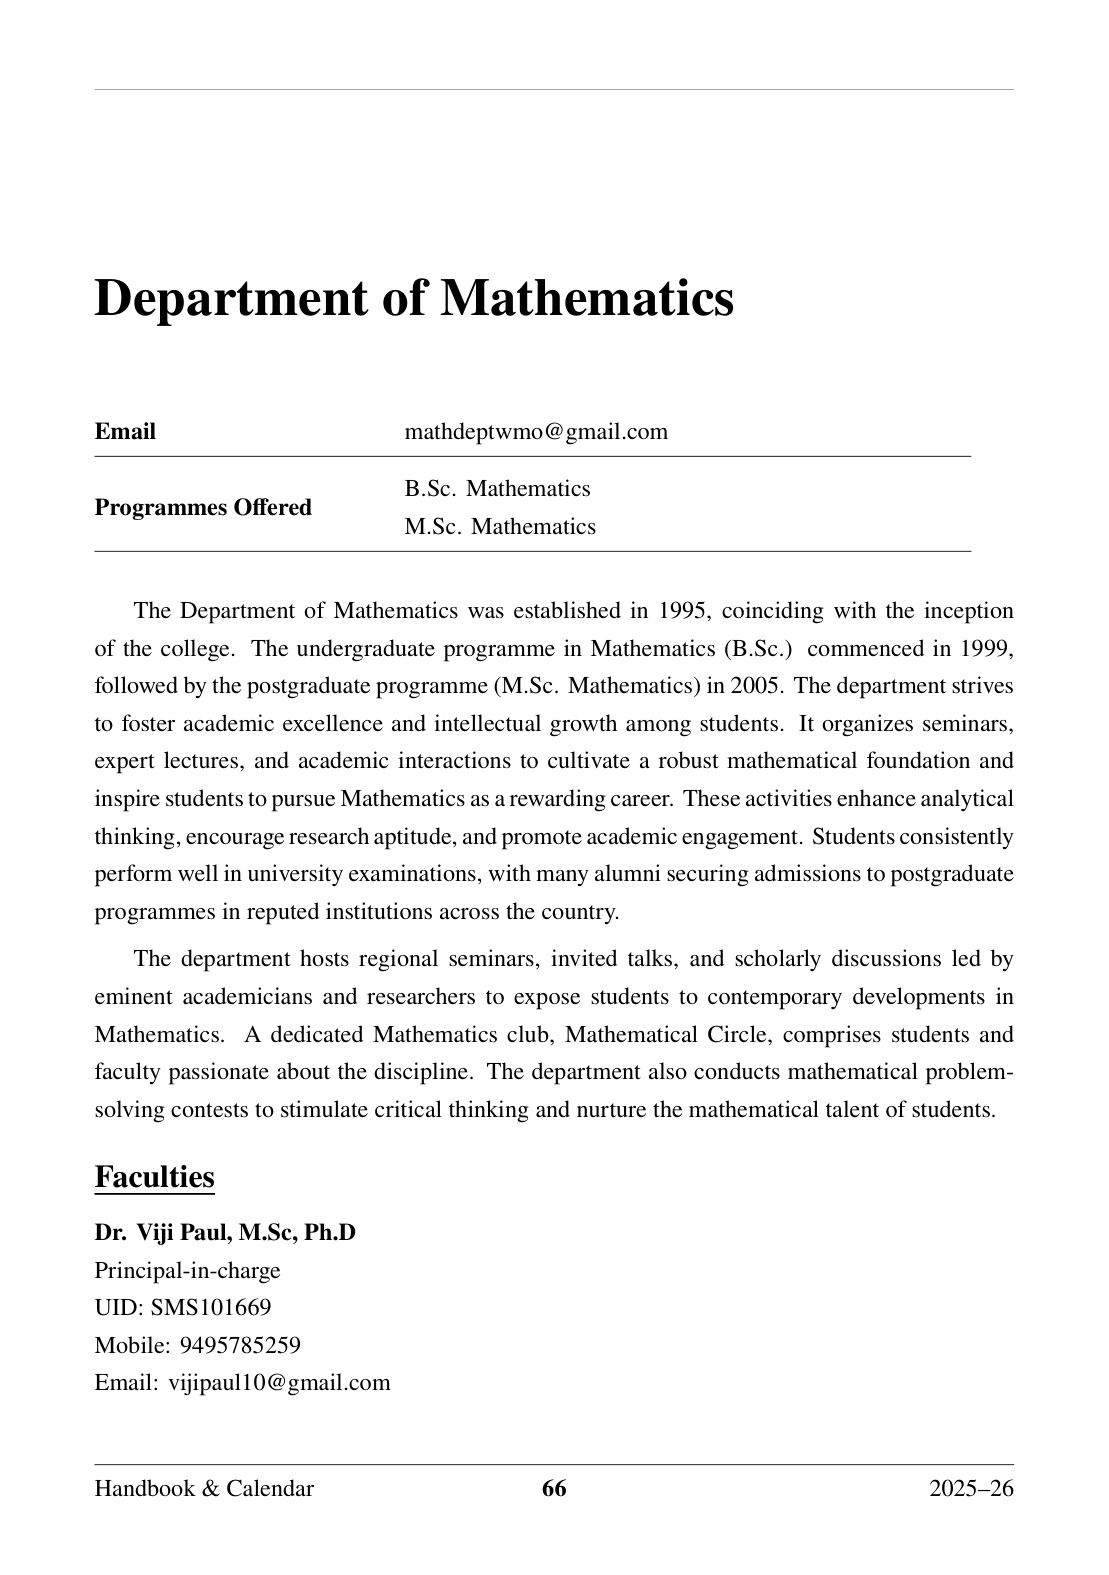 Department of Mathematics
Email mathdeptwmo@gmail.com
Programmes Offered
B.Sc. Mathematics
M.Sc. Mathematics
The Department of Mathematics was established in 1995, coinciding with the inception
of the college. The undergraduate programme in Mathematics (B.Sc.) commenced in 1999,
followed by the postgraduate programme (M.Sc. Mathematics) in 2005. The department strives
to foster academic excellence and intellectual growth among students. It organizes seminars,
expert lectures, and academic interactions to cultivate a robust mathematical foundation and
inspire students to pursue Mathematics as a rewarding career. These activities enhance analytical
thinking, encourage research aptitude, and promote academic engagement. Students consistently
perform well in university examinations, with many alumni securing admissions to postgraduate
programmes in reputed institutions across the country.
The department hosts regional seminars, invited talks, and scholarly discussions led by
eminent academicians and researchers to expose students to contemporary developments in
Mathematics. A dedicated Mathematics club, Mathematical Circle, comprises students and
faculty passionate about the discipline. The department also conducts mathematical problem-
solving contests to stimulate critical thinking and nurture the mathematical talent of students.
Faculties
Dr. Viji Paul, M.Sc, Ph.D
Principal-in-charge
UID: SMS101669
Mobile: 9495785259
Email: vijipaul10@gmail.com
Handbook & Calendar 66 2025–26